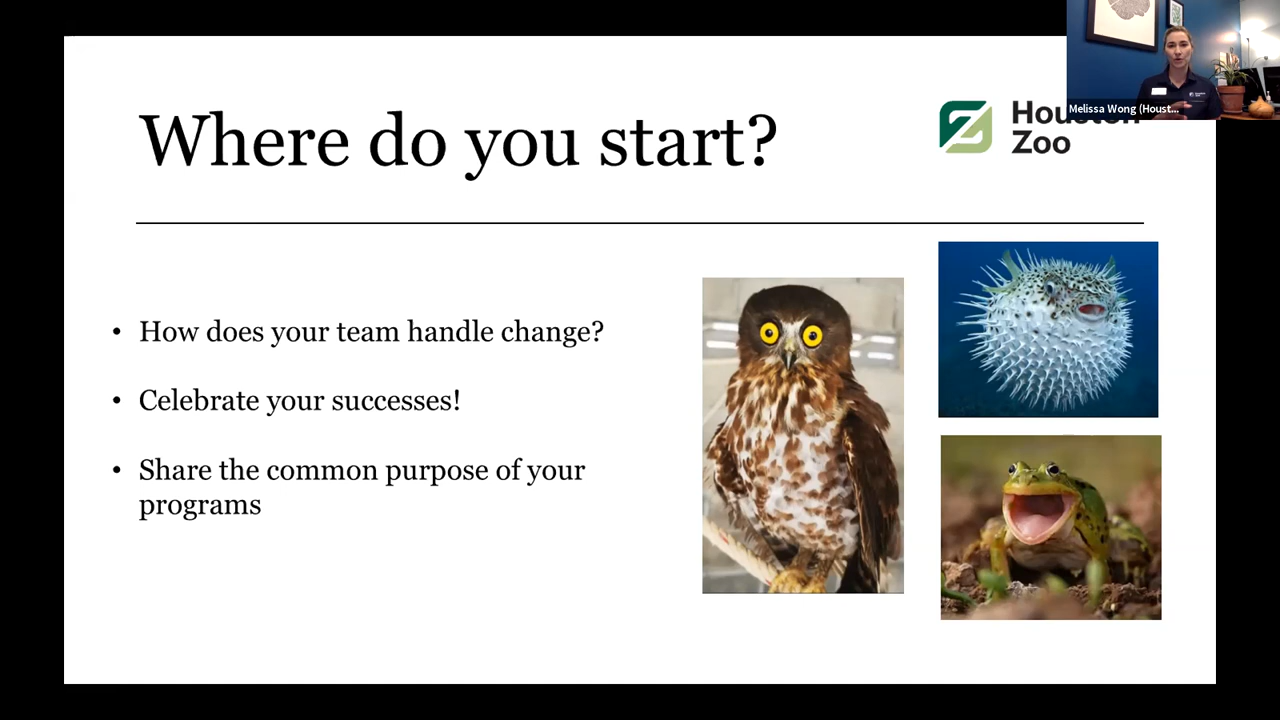 Where do you start?
Houston
Zoo
Melissa Wong (Houst...
• How does your team handle change?
• Celebrate your successes!
• Share the common purpose of your
programs